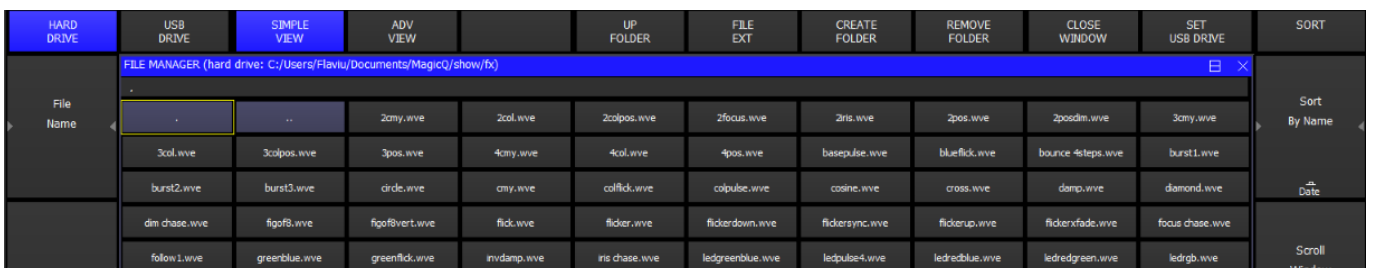 HARD DRIVE
USB DRIVE
SIMPLE VIEW
ADV VIEW
UP FOLDER
FILE EXT
CREATE FOLDER
REMOVE FOLDER
CLOSE WINDOW
SET USB DRIVE
SORT
FILE MANAGER (hard drive: C:/Users/Flaviu/Documents/MagicQ/show/fx)
.
File
Name
Sort
By Name
Date
. .. 2cmy.wve 2col.wve 2colpos.wve 2focus.wve 2iris.wve 2pos.wve 2posdim.wve 3cmy.wve
3col.wve 3colpos.wve 3pos.wve 4cmy.wve 4col.wve 4pos.wve basepulse.wve blueflick.wve bounce 4steps.wve burst1.wve
burst2.wve burst3.wve circle.wve cmy.wve colflick.wve colpulse.wve cosine.wve cross.wve damp.wve diamond.wve
dim chase.wve figof8.wve figof8vert.wve flick.wve flicker.wve flickerdown.wve flickersync.wve flickerup.wve flickerxfade.wve focus chase.wve
follow1.wve greenblue.wve greenflick.wve invdamp.wve iris chase.wve ledgreenblue.wve ledpulse4.wve ledredblue.wve ledredgreen.wve ledrgb.wve
Scroll